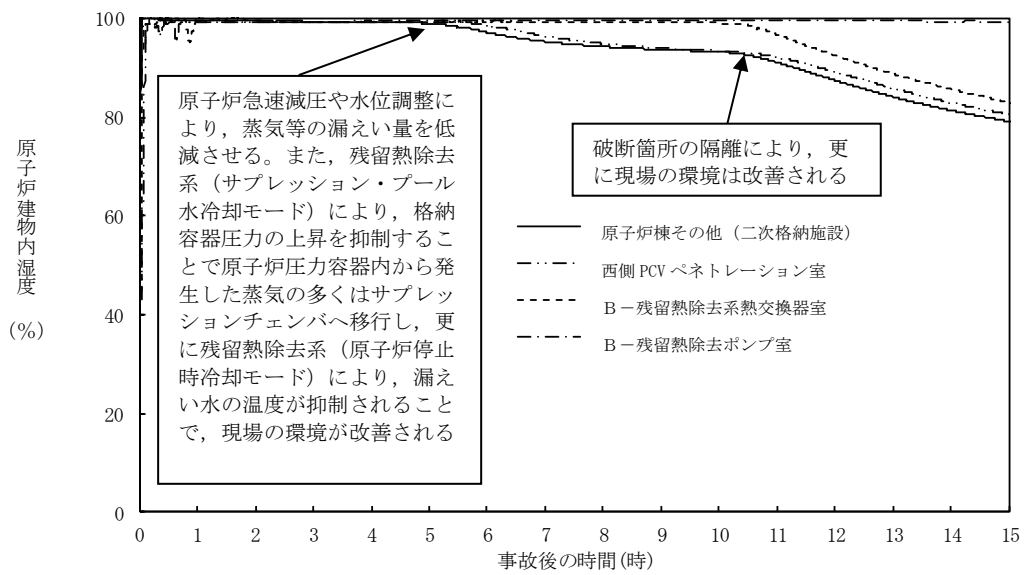 100
80
60
40
20
0
原子炉建物内湿度
(%)
原子炉急速減圧や水位調整に
より，蒸気等の漏えい量を低
減させる。また，残留熱除去
系（サプレッション・プール
水冷却モード）により，格納
容器圧力の上昇を抑制するこ
とで原子炉圧力容器内から発
生した蒸気の多くはサプレッ
ションチェンバへ移行し，更
に残留熱除去系（原子炉停止
時冷却モード）により，漏え
い水の温度が抑制されること
で，現場の環境が改善される
破断箇所の隔離により，更
に現場の環境は改善される
原子炉棟その他（二次格納施設）
西側 PCV ペネトレーション室
Ｂ－残留熱除去系熱交換器室
Ｂ－残留熱除去ポンプ室
0 1 2 3 4 5 6 7 8 9 10 11 12 13 14 15
事故後の時間(時)